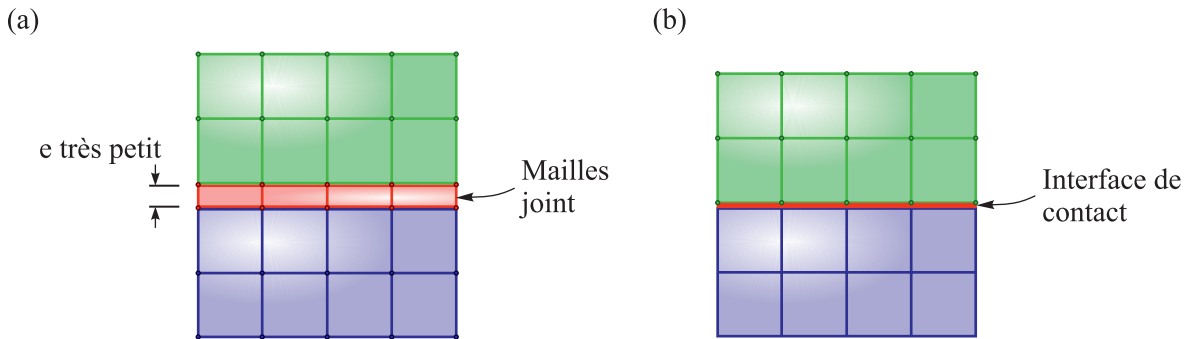 (a)
(b)
e très petit
Mailles
joint
Interface de
contact